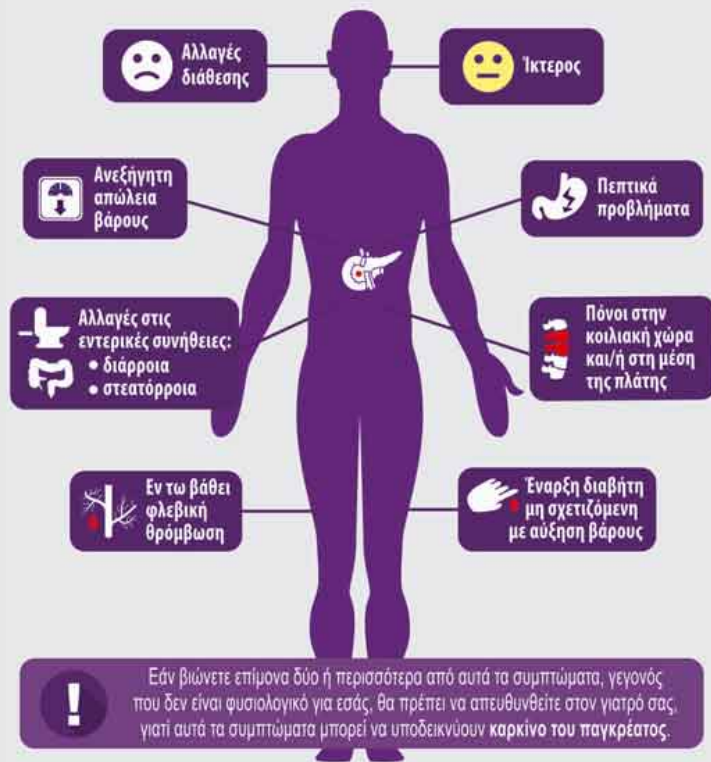 Αλλαγές
διάθεσης
Ίκτερος
Ανεξήγητη
απώλεια
βάρους
Πεπτικά
προβλήματα
Αλλαγές στις
εντερικές συνήθειες:
• διάρροια
• στεατόρροια
Πόνοι στην
κοιλιακή χώρα
και/ή στη μέση
της πλάτης
Εν τω βάθει
φλεβική
θρόμβωση
Έναρξη διαβήτη
μη σχετιζόμενη
με αύξηση βάρους
!
Εάν βιώνετε επίμονα δύο ή περισσότερα από αυτά τα συμπτώματα, γεγονός
που δεν είναι φυσιολογικό για εσάς, θα πρέπει να απευθυνθείτε στον γιατρό σας,
γιατί αυτά τα συμπτώματα μπορεί να υποδεικνύουν καρκίνο του παγκρέατος.